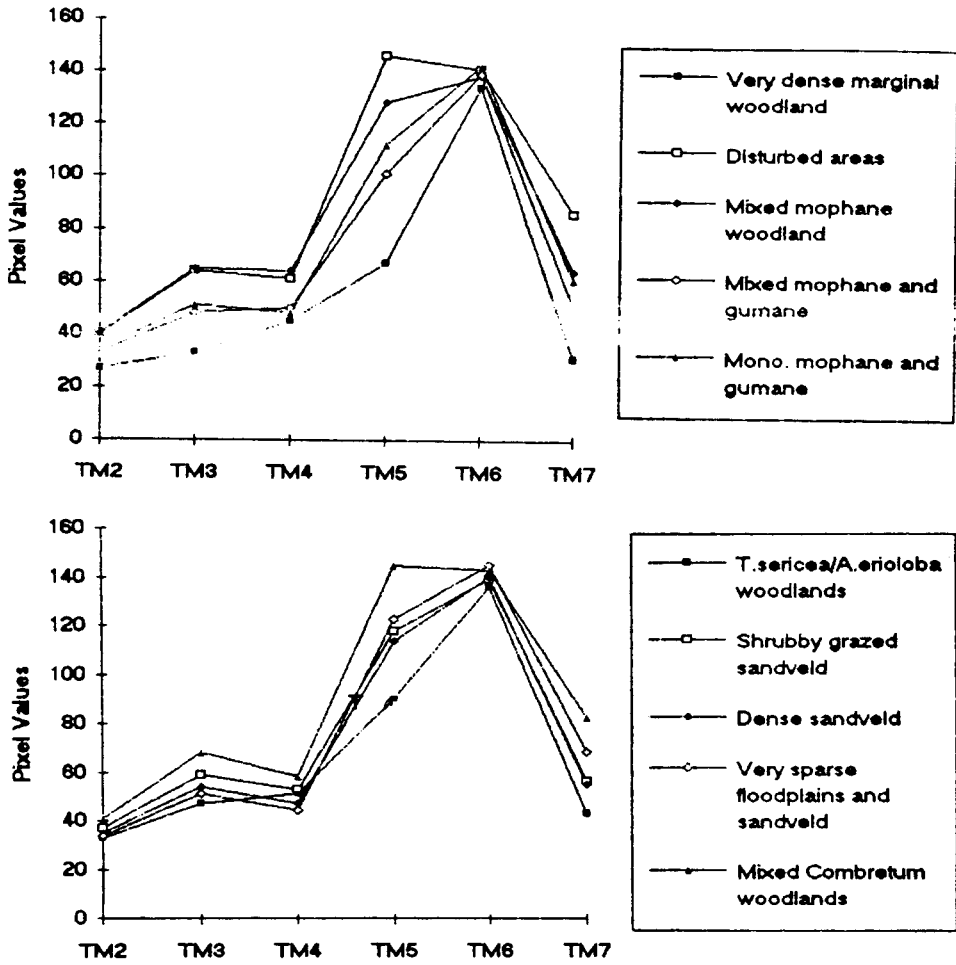 160
140
120
100
80
60
40
20
0
Pixel Values
TM2 TM3 TM4 TM5 TM6 TM7
Very dense marginal
woodland
Disturbed areas
Mixed mophane
woodland
Mixed mophane and
gumane
Mono. mophane and
gumane
160
140
120
100
80
60
40
20
0
Pixel Values
TM2 TM3 TM4 TM5 TM6 TM7
T.sericea/A.erioloba
woodlands
Shrubby grazed
sandveld
Dense sandveld
Very sparse
floodplains and
sandveld
Mixed Combretum
woodlands